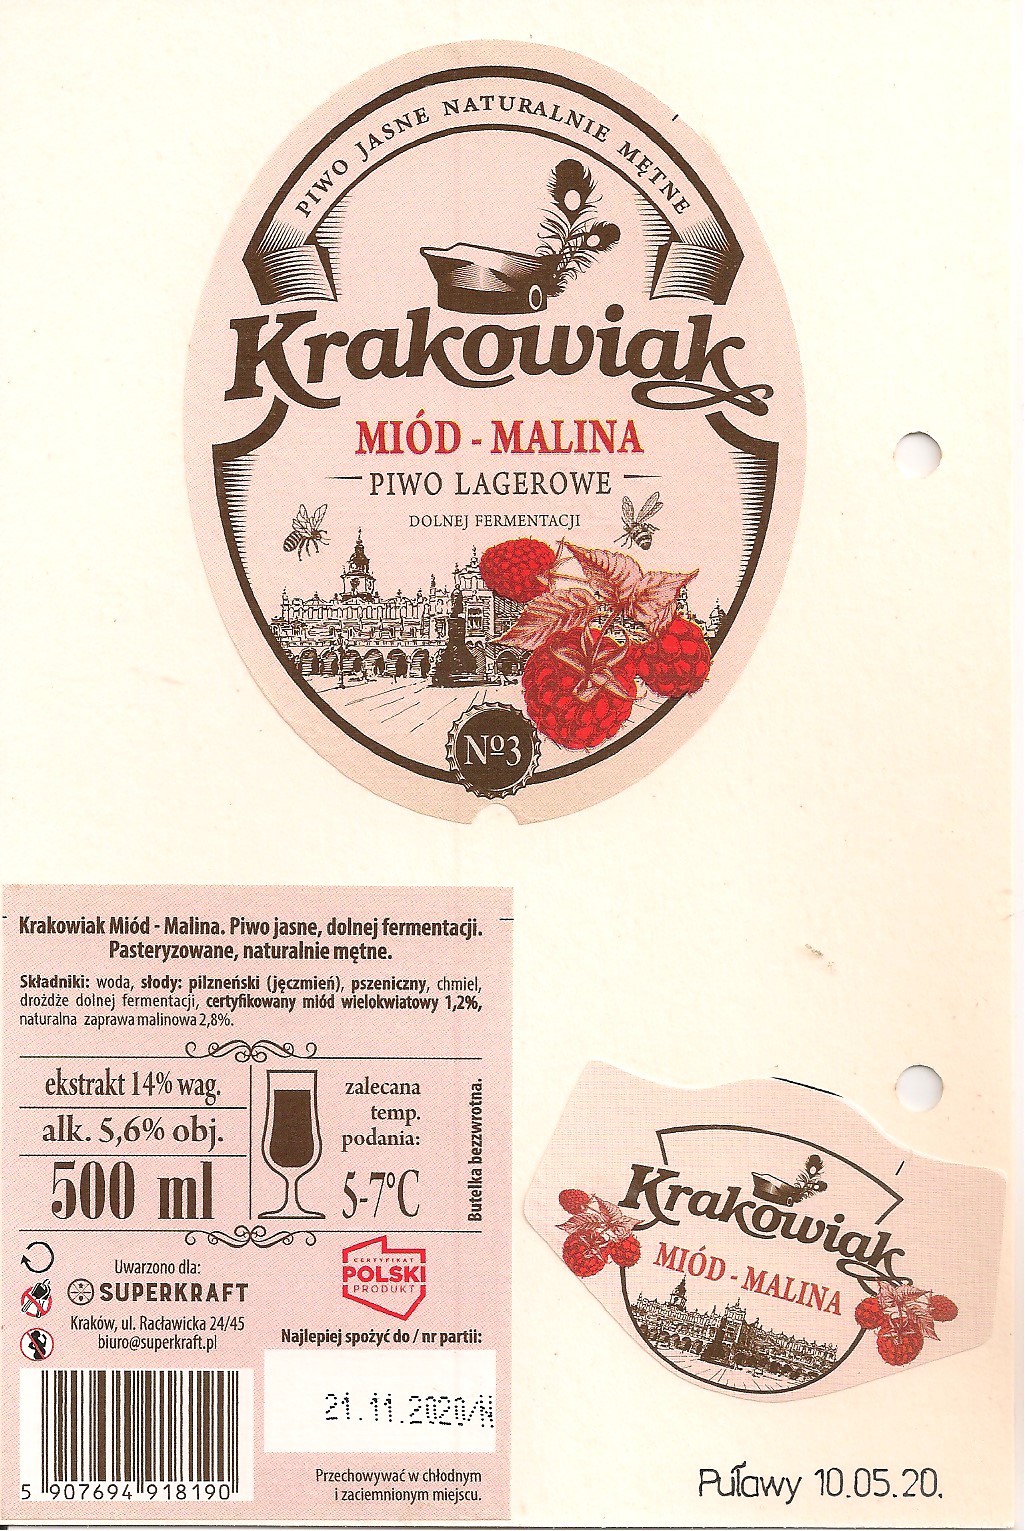 PIWO JASNE NATURALNIE MĘTNE
Krakowiak
MIÓD - MALINA
PIWO LAGEROWE
DOLNEJ FERMENTACJI
Nº3
Krakowiak Miód - Malina. Piwo jasne, dolnej fermentacji.
Pasteryzowane, naturalnie mętne.
Składniki: woda, słody: pilzneński (jęczmień), pszeniczny, chmiel,
drożdże dolnej fermentacji, certyfikowany miód wielokwiatowy 1,2%,
naturalna zaprawa malinowa 2,8%.
ekstrakt 14% wag.
alk. 5,6% obj.
500 ml
zalecana
temp.
podania:
5-7°C
Butelka bezzwrotna.
Uwarzono dla:
SUPERKRAFT
Kraków, ul. Racławicka 24/45
biuro@superkraft.pl
CERTYFIKAT
POLSKI
PRODUKT
Najlepiej spożyć do / nr partii:
21.11.2020/N
5 907694 918190
Przechowywać w chłodnym
i zaciemnionym miejscu.
Krakowiak
MIÓD - MALINA
Puławy 10.05.20.